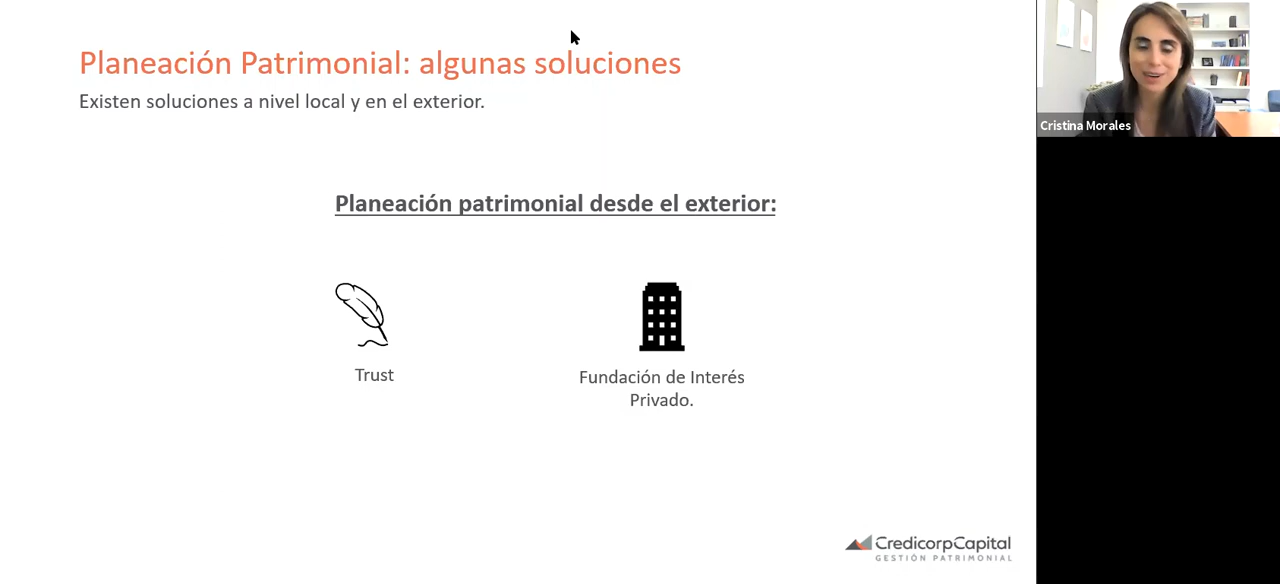 Planeación Patrimonial: algunas soluciones
Existen soluciones a nivel local y en el exterior.
Cristina Morales
Planeación patrimonial desde el exterior:
Trust
Fundación de Interés
Privado.
CredicorpCapital
GESTIÓN PATRIMONIAL